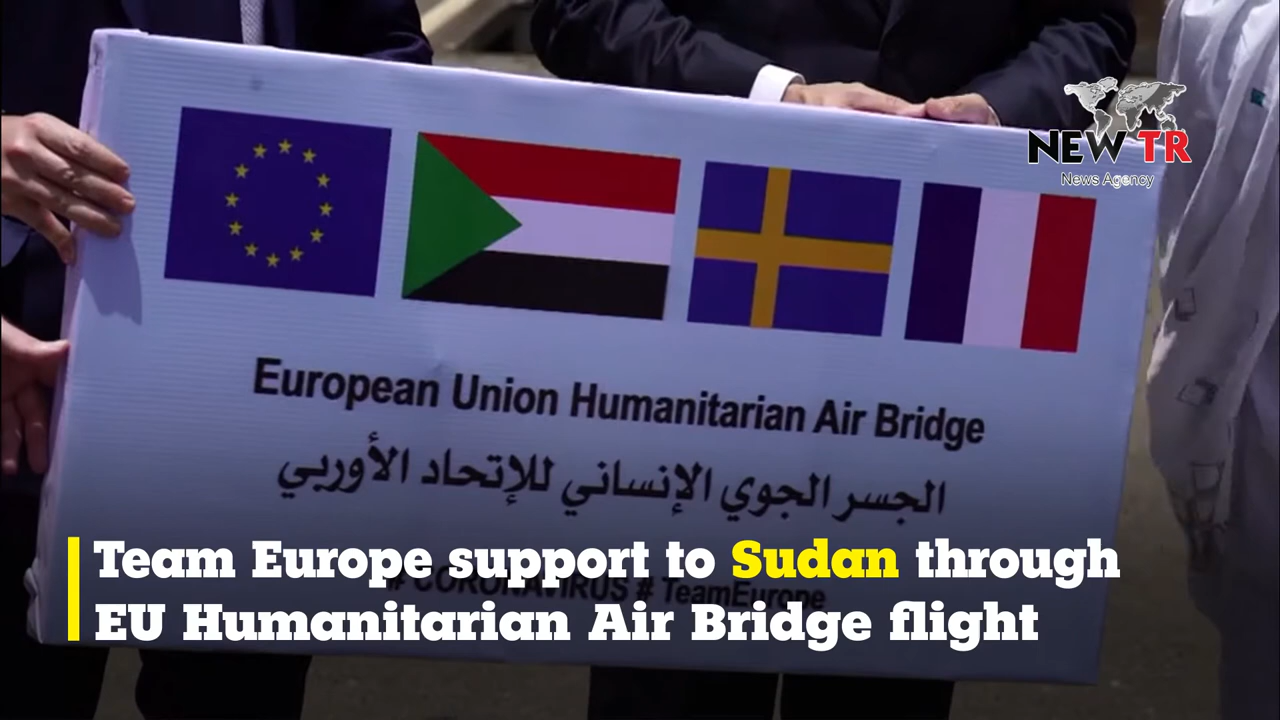 NEW TR
News Agency
European Union Humanitarian Air Bridge
الجسر الجوي الإنساني للإتحاد الأوربي
# CORONAVIRUS # TeamEurope
Team Europe support to Sudan through
EU Humanitarian Air Bridge flight